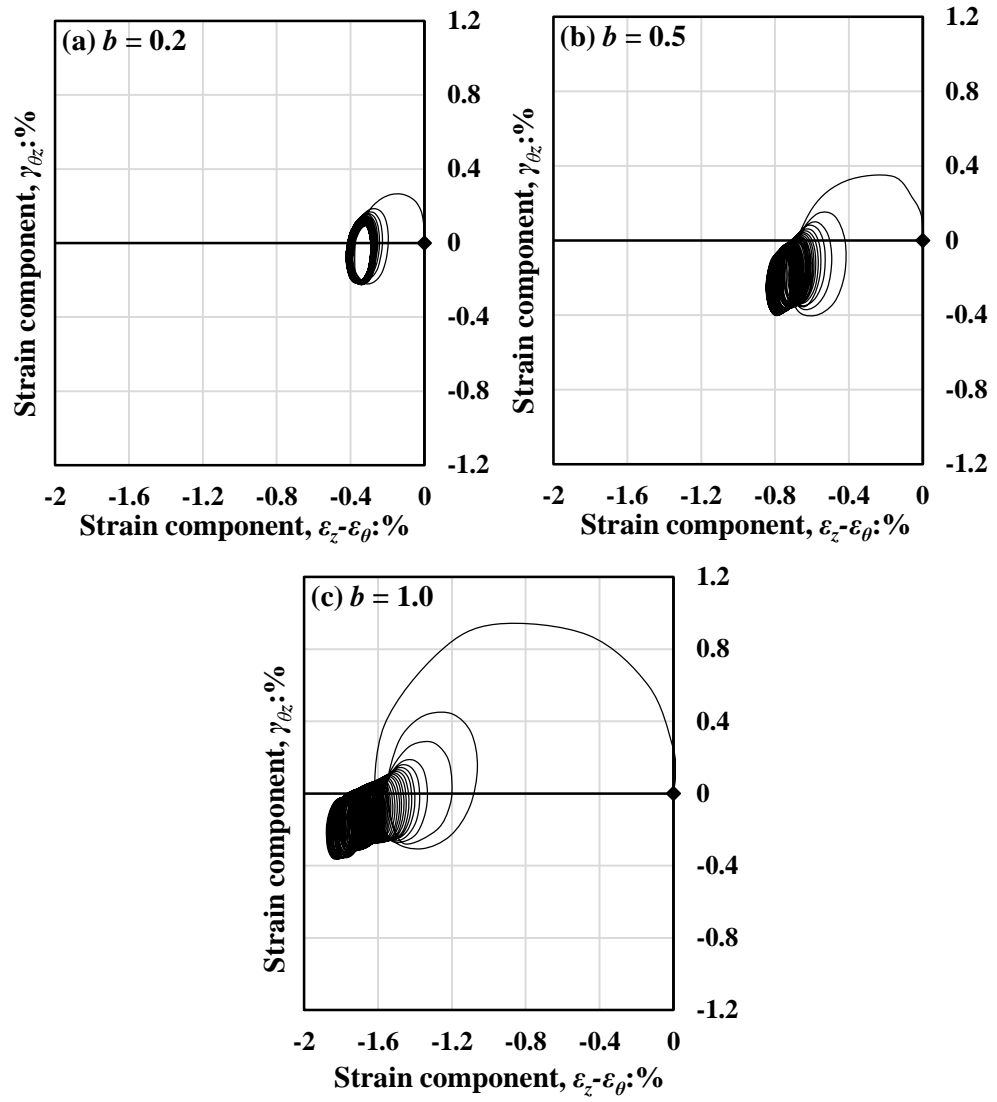 (a) b = 0.2
1.2
0.8
0.4
0
-0.4
-0.8
-1.2
Strain component, γθz:%
-2 -1.6 -1.2 -0.8 -0.4 0
Strain component, εz-εθ:%
(b) b = 0.5
1.2
0.8
0.4
0
-0.4
-0.8
-1.2
Strain component, γθz:%
-2 -1.6 -1.2 -0.8 -0.4 0
Strain component, εz-εθ:%
(c) b = 1.0
1.2
0.8
0.4
0
-0.4
-0.8
-1.2
Strain component, γθz:%
-2 -1.6 -1.2 -0.8 -0.4 0
Strain component, εz-εθ:%